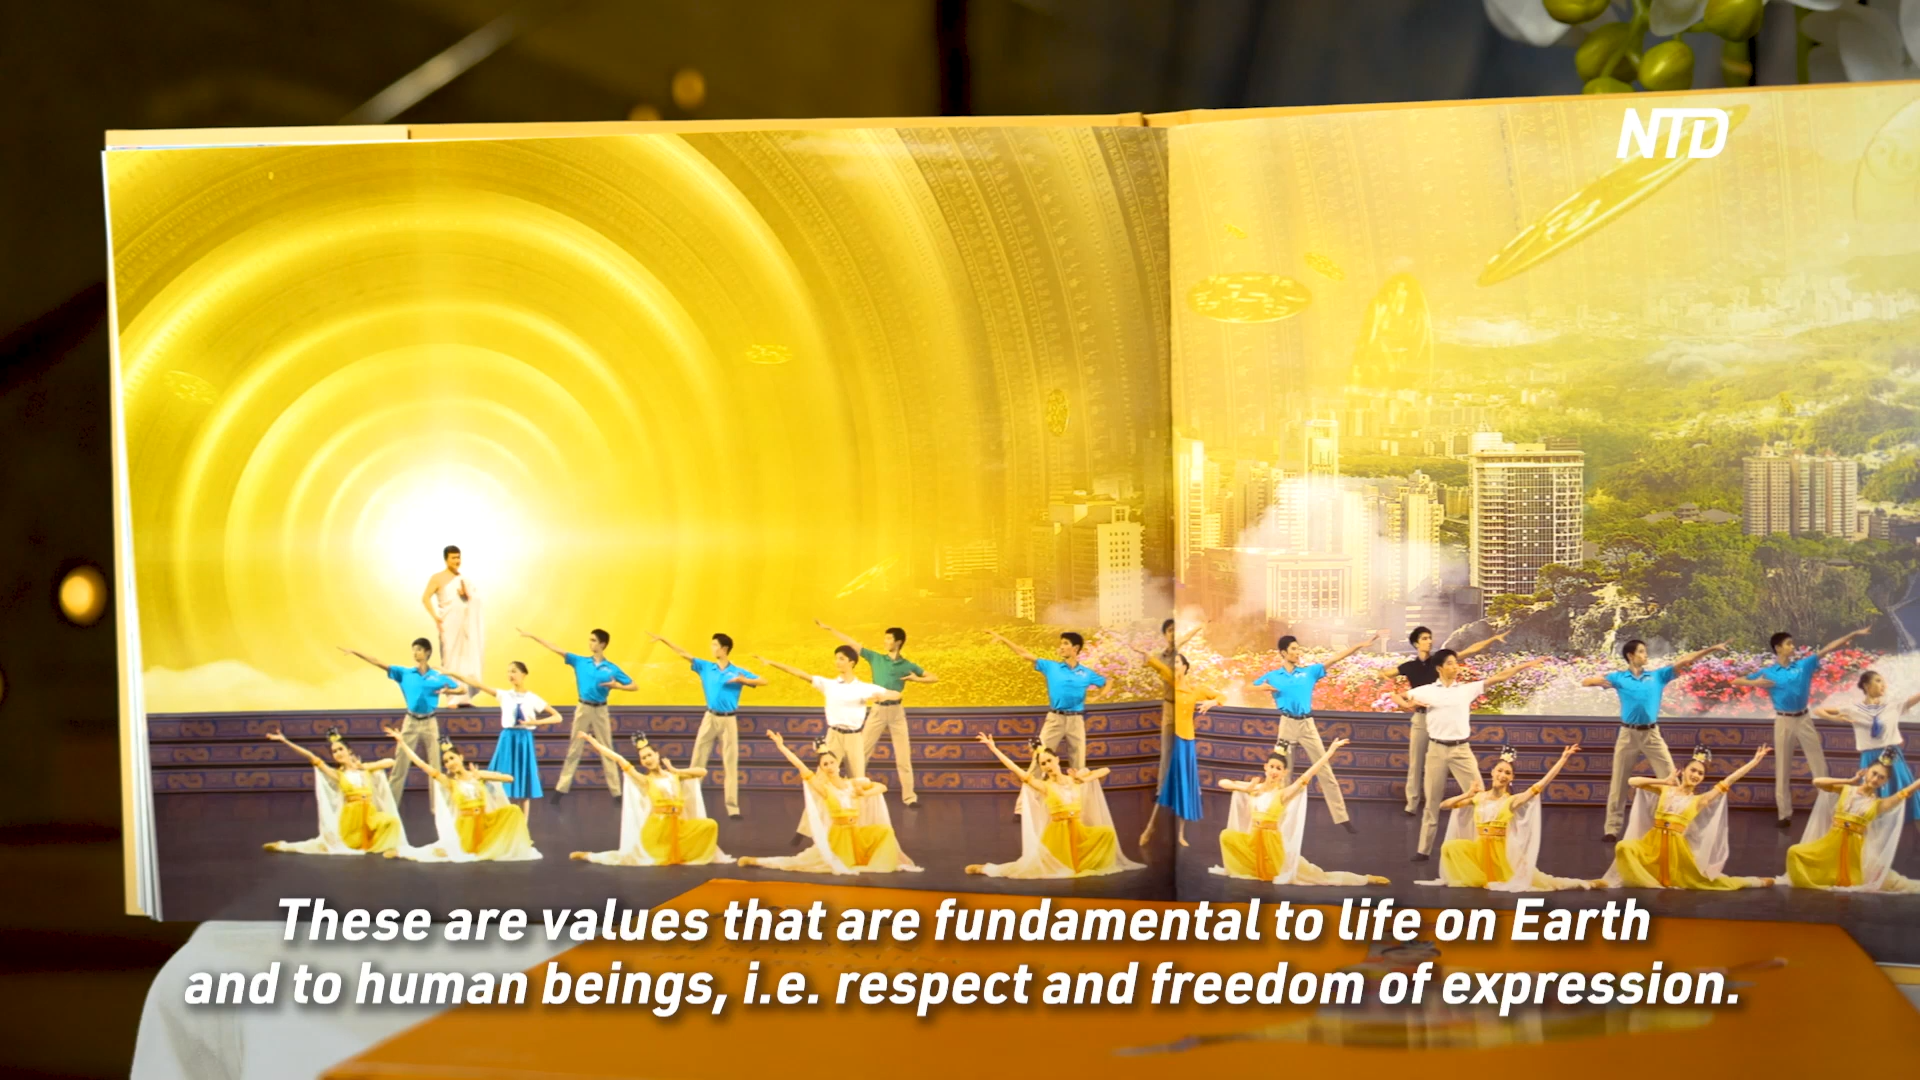 NTD
These are values that are fundamental to life on Earth
and to human beings, i.e. respect and freedom of expression.